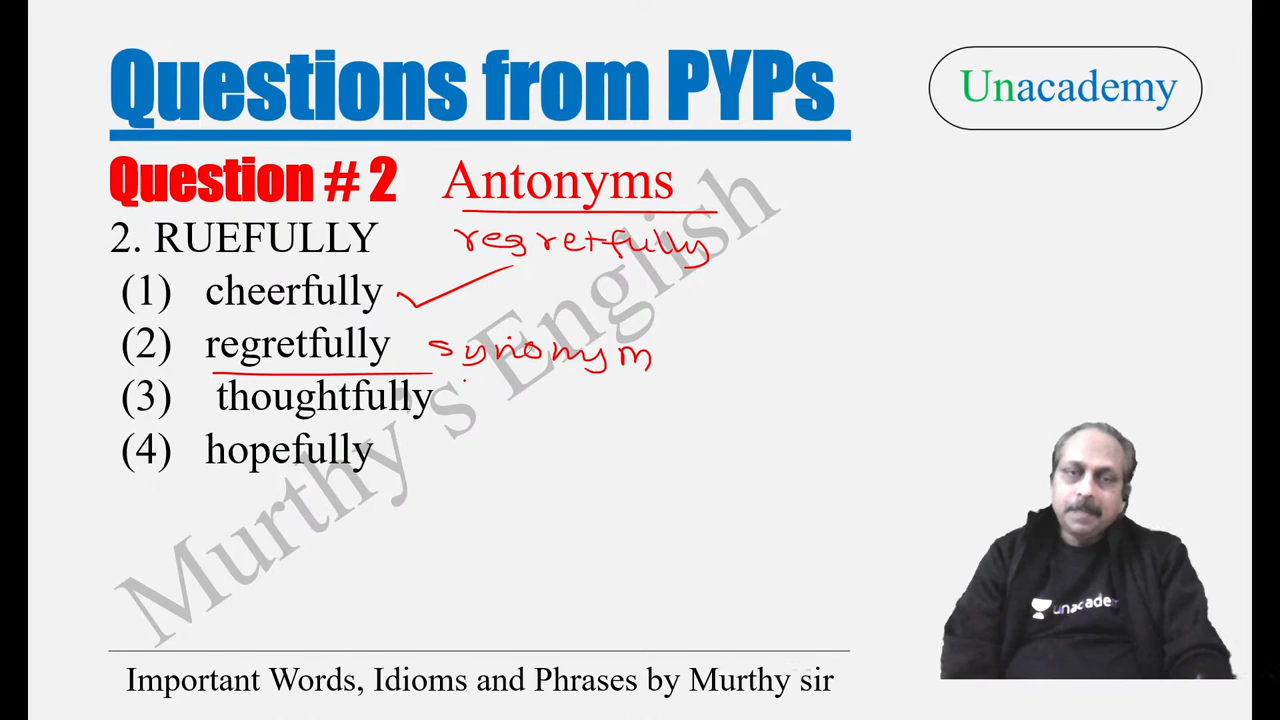 Questions from PYPs
Unacademy
Question # 2 Antonyms
2. RUEFULLY regretfully
(1) cheerfully
(2) regretfully synonym
(3) thoughtfully
(4) hopefully
Murthy's English
unacade
Important Words, Idioms and Phrases by Murthy sir